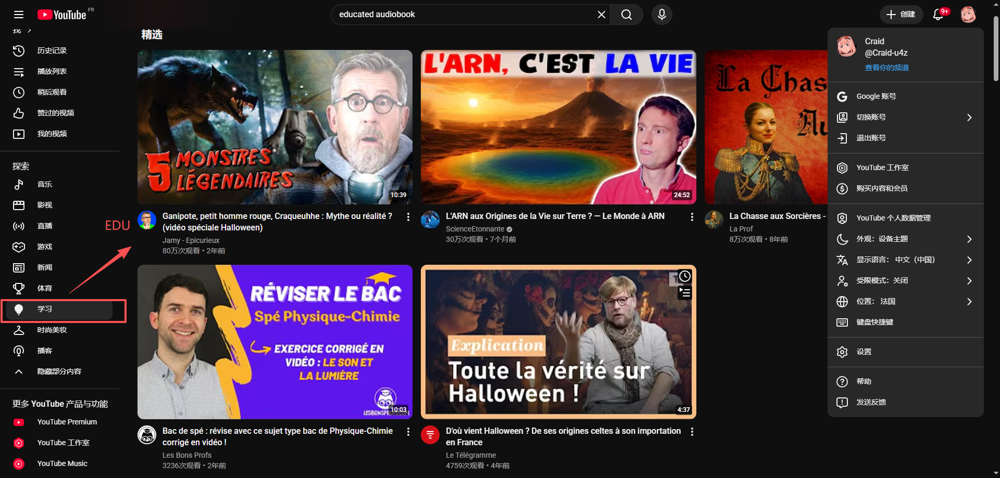 YouTube FR
educated audiobook
创建
9+
我
历史记录
播放列表
稍后观看
赞过的视频
我的视频
探索
音乐
影视
直播
游戏
新闻
体育
学习
时尚美妆
播客
隐藏部分内容
更多 YouTube 产品与功能
YouTube Premium
YouTube 工作室
YouTube Music
EDU
精选
5 MONSTRES
LÉGENDAIRES
10:39
Ganipote, petit homme rouge, Craqueuhhe : Mythe ou réalité ?
(vidéo spéciale Halloween)
Jamy - Epicurieux
80万次观看 • 2年前
L'ARN, C'EST LA VIE
24:52
L'ARN aux Origines de la Vie sur Terre ? — Le Monde à ARN
ScienceEtonnante
30万次观看 • 7个月前
La Chas
Au
La Chasse aux Sorcières -
La Prof
8万次观看 • 8年前
RÉVISER LE BAC
Spé Physique-Chimie
EXERCICE CORRIGÉ EN
VIDÉO : LE SON ET
LA LUMIÈRE
10:03
Bac de spé : révise avec ce sujet type bac de Physique-Chimie
corrigé en vidéo !
Les Bons Profs
3236次观看 • 2年前
T
Explication
Toute la vérité sur
Halloween !
4:37
D'où vient Halloween ? De ses origines celtes à son importation
en France
Le Télégramme
4759次观看 • 4年前
Craid
@Craid-u4z
查看你的频道
Google 账号
切换账号
退出账号
YouTube 工作室
购买内容和会员
YouTube 个人数据管理
外观：设备主题
显示语言： 中文（中国）
受限模式：关闭
位置： 法国
键盘快捷键
设置
帮助
发送反馈